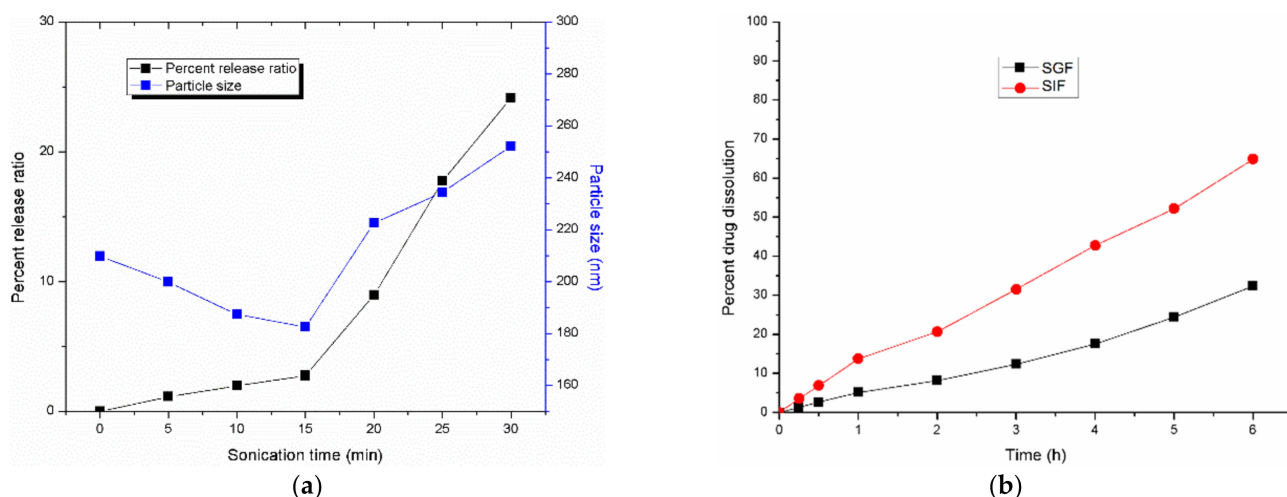 30
20
10
0
Percent release ratio
Percent release ratio
Particle size
300
280
260
240
220
200
180
160
Particle size (nm)
0 5 10 15 20 25 30
Sonication time (min)
(a)
100
90
80
70
60
50
40
30
20
10
0
Percent drug dissolution
SGF
SIF
0 1 2 3 4 5 6
Time (h)
(b)